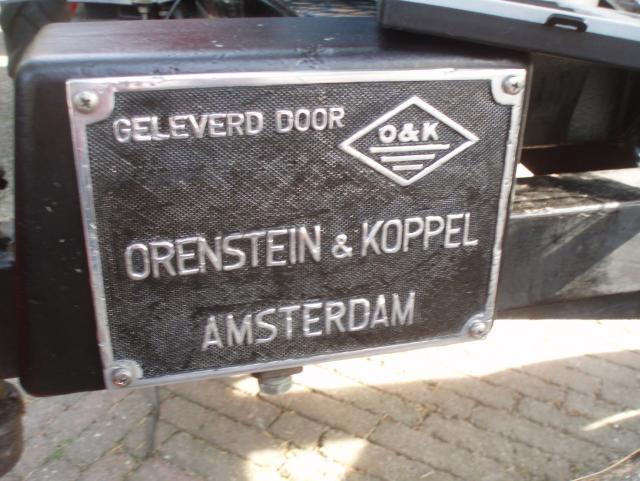 GELEVERD DOOR
O&K
ORENSTEIN & KOPPEL
AMSTERDAM